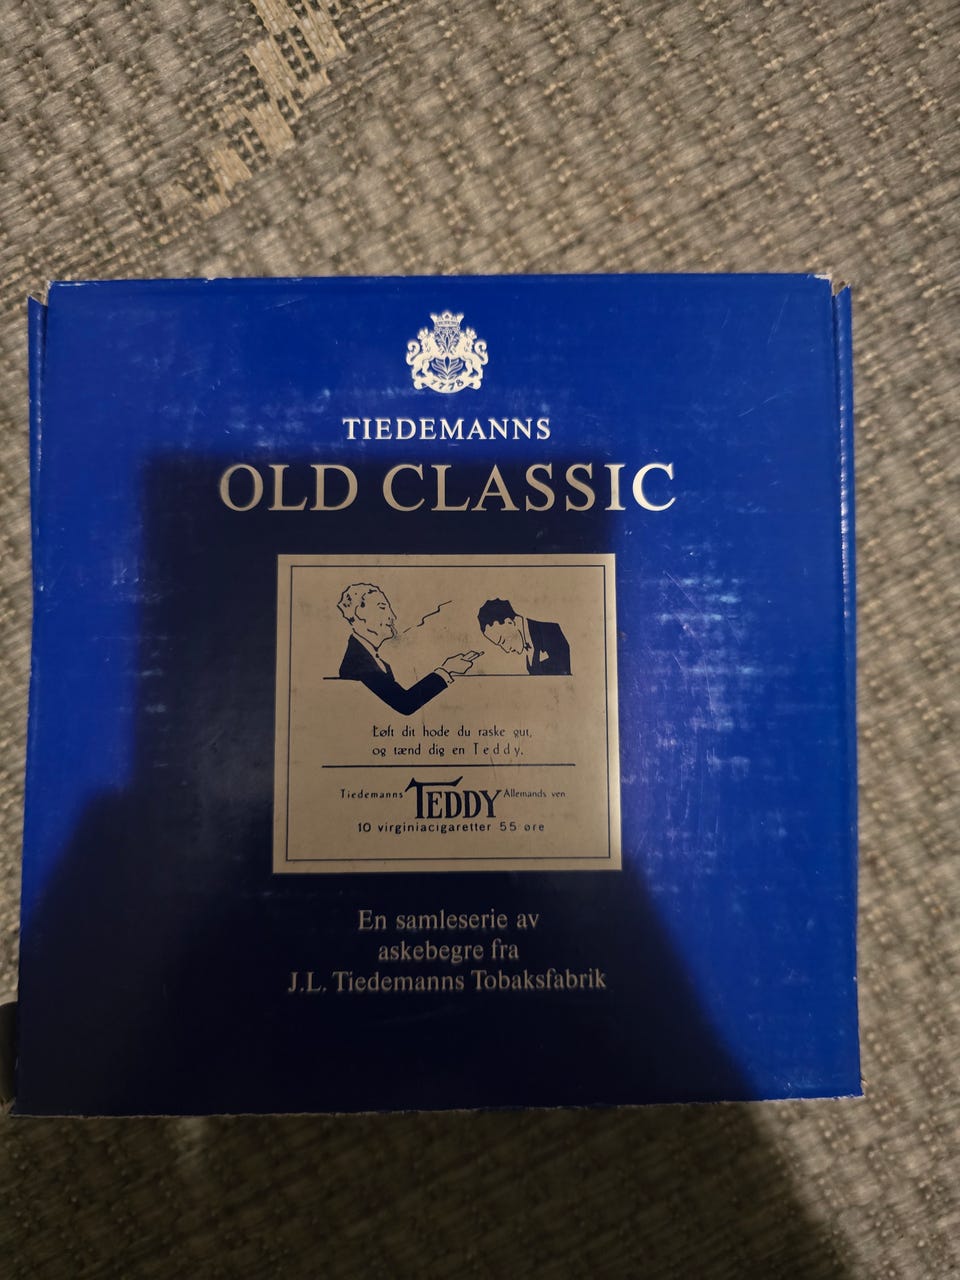 1778
TIEDEMANNS
OLD CLASSIC
Løft dit hode du raske gut,
og tænd dig en Teddy.
Tiedemanns TEDDY Allemands ven
10 virginiacigaretter 55 øre
En samleserie av
askebegre fra
J.L. Tiedemanns Tobaksfabrik